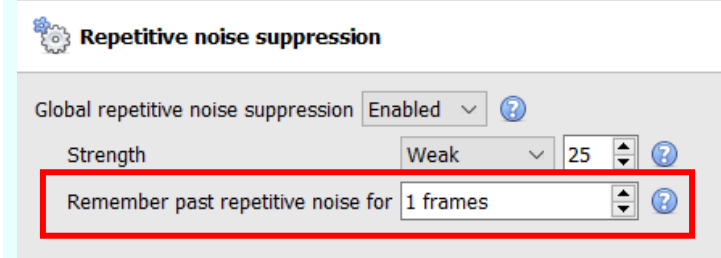 Repetitive noise suppression
Global repetitive noise suppression Enabled ?
Strength Weak 25 ?
Remember past repetitive noise for 1 frames ?